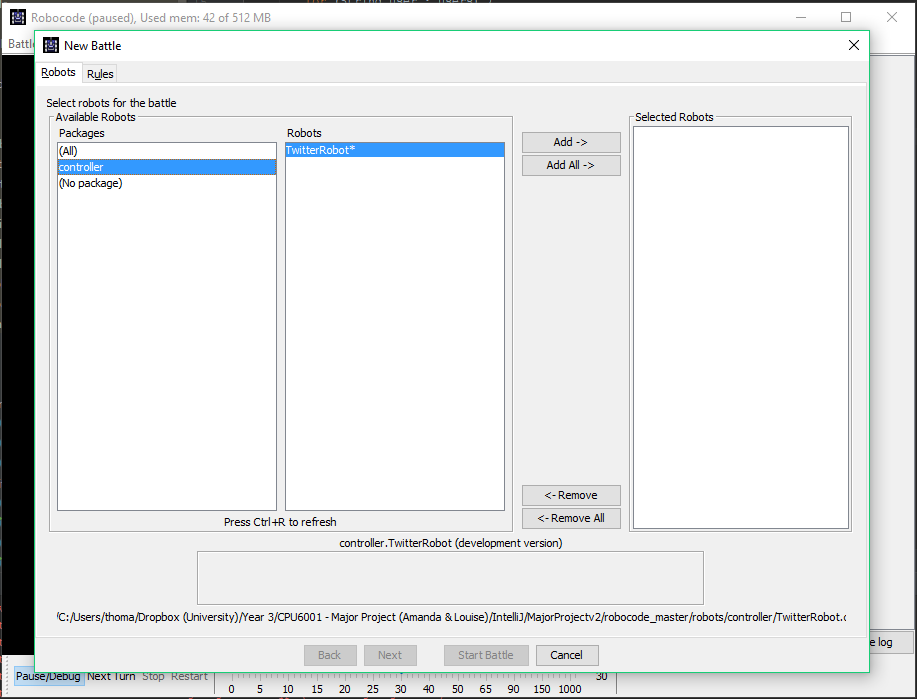 Robocode (paused), Used mem: 42 of 512 MB
Battle
New Battle
Robots
Rules
Select robots for the battle
Available Robots
Packages
Robots
(All)
controller
(No package)
TwitterRobot*
Add ->
Add All ->
Selected Robots
<- Remove
<- Remove All
Press Ctrl+R to refresh
controller.TwitterRobot (development version)
C:/Users/thoma/Dropbox (University)/Year 3/CPU6001 - Major Project (Amanda & Louise)/IntelliJ/MajorProjectv2/robocode_master/robots/controller/TwitterRobot.c
Back
Next
Start Battle
Cancel
e log
Pause/Debug Next Turn Stop Restart
30
0 5 10 15 20 25 30 40 50 65 90 150 1000